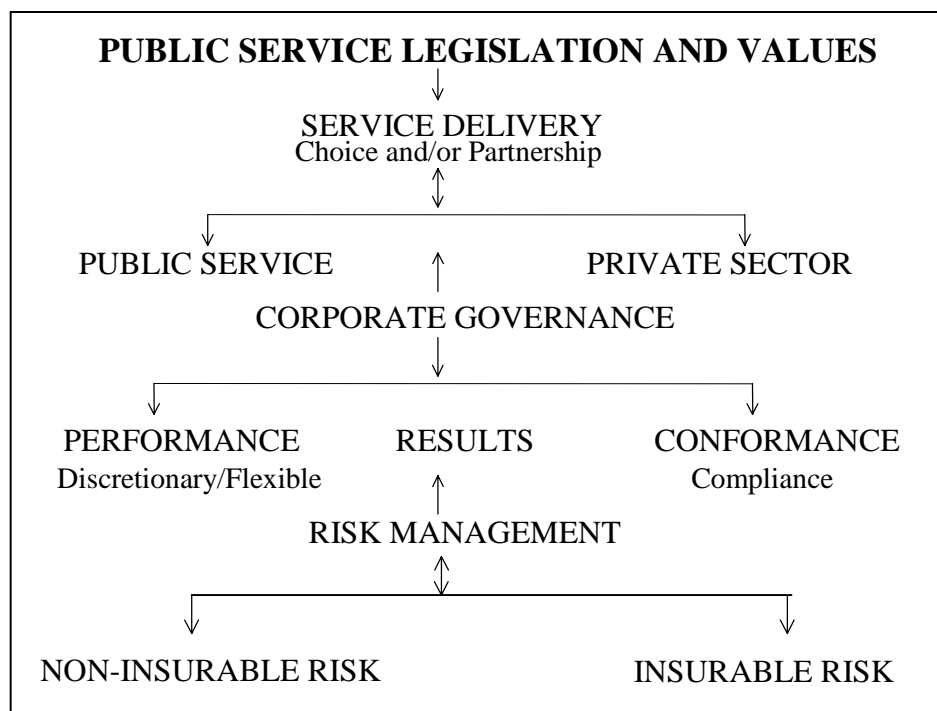 PUBLIC SERVICE LEGISLATION AND VALUES
SERVICE DELIVERY
Choice and/or Partnership
PUBLIC SERVICE
PRIVATE SECTOR
CORPORATE GOVERNANCE
PERFORMANCE
Discretionary/Flexible
RESULTS
CONFORMANCE
Compliance
RISK MANAGEMENT
NON-INSURABLE RISK
INSURABLE RISK